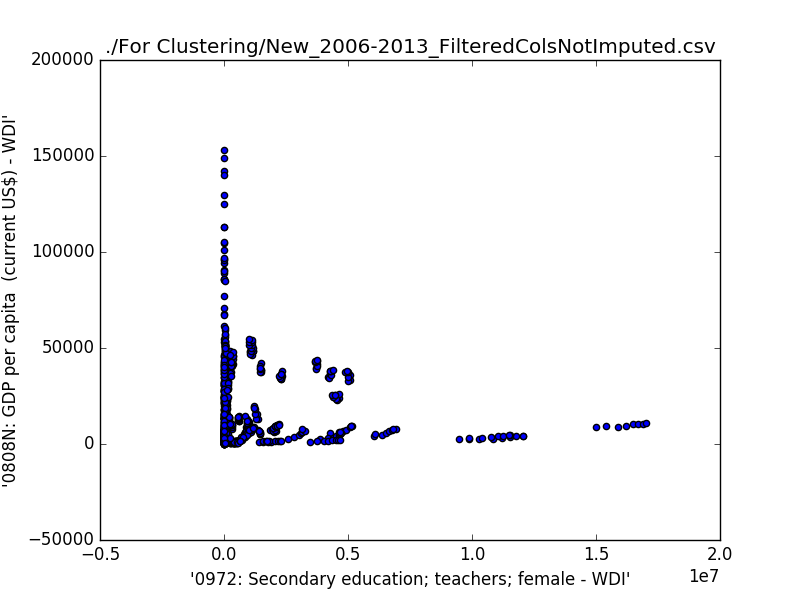 ./For Clustering/New_2006-2013_FilteredColsNotImputed.csv
200000
150000
100000
50000
0
−50000
'0808N: GDP per capita  (current US$) - WDI'
−0.5 0.0 0.5 1.0 1.5 2.0
1e7
'0972: Secondary education; teachers; female - WDI'